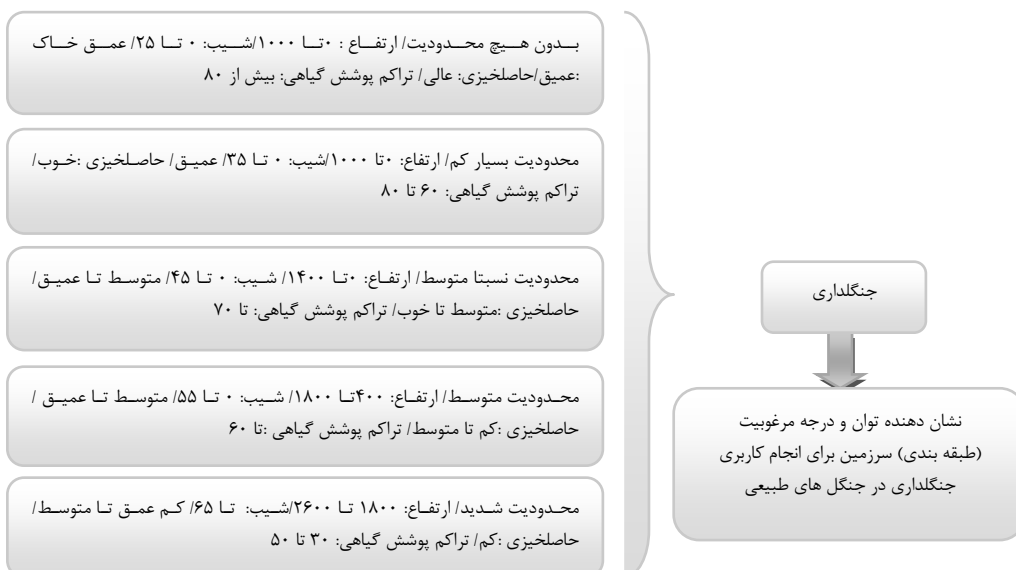 بدون هیچ محدودیت/ ارتفاع : ۰تا ۱۰۰۰/شیب: ۰ تا ۲۵/ عمق خاک
:عمیق/حاصلخیزی: عالی/ تراکم پوشش گیاهی: بیش از ۸۰
محدودیت بسیار کم/ ارتفاع: ۰تا ۱۰۰۰/شیب: ۰ تا ۳۵/ عمیق/ حاصلخیزی :خوب/
تراکم پوشش گیاهی: ۶۰ تا ۸۰
محدودیت نسبتا متوسط/ ارتفاع: ۰تا ۱۴۰۰/ شیب: ۰ تا ۴۵/ متوسط تا عمیق/
حاصلخیزی :متوسط تا خوب/ تراکم پوشش گیاهی: تا ۷۰
محدودیت متوسط/ ارتفاع: ۴۰۰تا ۱۸۰۰/ شیب: ۰ تا ۵۵/ متوسط تا عمیق /
حاصلخیزی :کم تا متوسط/ تراکم پوشش گیاهی :تا ۶۰
محدودیت شدید/ ارتفاع: ۱۸۰۰ تا ۲۶۰۰/شیب: تا ۶۵/ کم عمق تا متوسط/
حاصلخیزی :کم/ تراکم پوشش گیاهی: ۳۰ تا ۵۰
جنگلداری
نشان دهنده توان و درجه مرغوبیت
(طبقه بندی) سرزمین برای انجام کاربری
جنگلداری در جنگل های طبیعی